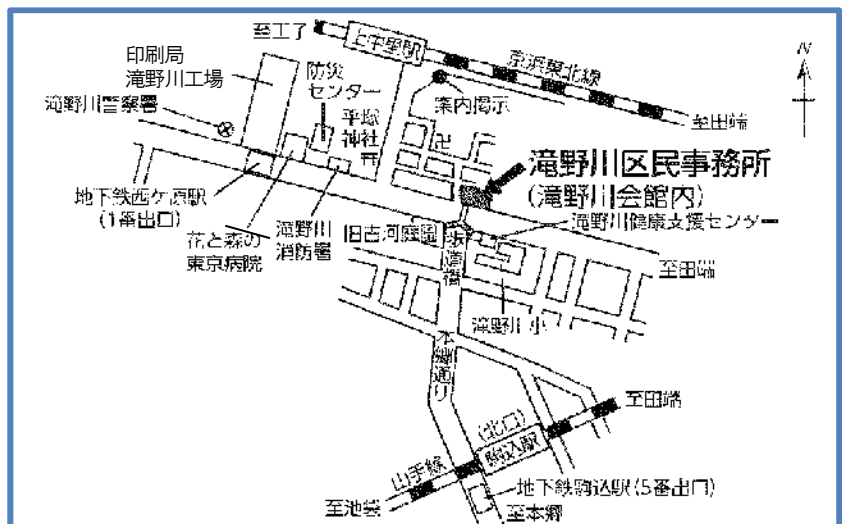 至王子
上中里駅
京浜東北線
至田端
N
印刷局
滝野川工場
滝野川警察署
防災
センター
平塚
神社
卍
案内掲示
滝野川区民事務所
(滝野川会館内)
滝野川健康支援センター
地下鉄西ケ原駅
(1番出口)
花と森の
東京病院
滝野川
消防署
旧古河庭園
歩道橋
至田端
滝野川小
本郷通り
至田端
(北口)
駒込駅
山手線
至池袋
地下鉄駒込駅(5番出口)
至本郷